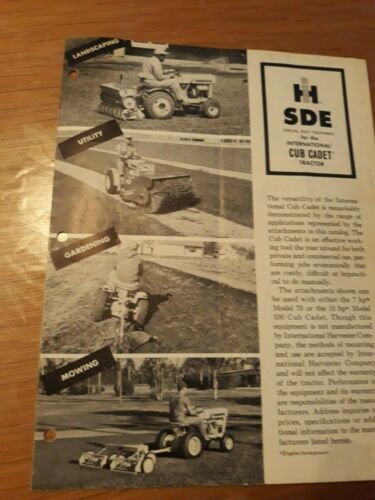 LANDSCAPING
UTILITY
GARDENING
MOWING
IH
SDE
SPECIAL DUTY EQUIPMENT
for the
INTERNATIONAL®
CUB CADET®
TRACTOR
The versatility of the Interna-
tional Cub Cadet is remarkably
demonstrated by the range of
applications represented by the
attachments in this catalog. The
Cub Cadet is an effective work-
ing tool the year around for both
private and commercial use, per-
forming jobs economically that
are costly, difficult or impracti-
cal to do manually.
The attachments shown can
be used with either the 7 hp*
Model 70 or the 10 hp* Model
100 Cub Cadet. Though this
equipment is not manufactured
by International Harvester Com-
pany, the methods of mounting
and use are accepted by Inter-
national Harvester Company
and will not affect the warranty
of the tractor. Performance o
the equipment and its warranty
are responsibilities of the manu-
facturers. Address inquiries o
prices, specifications or addi
tional information to the man
facturers listed herein.
*Engine horsepower